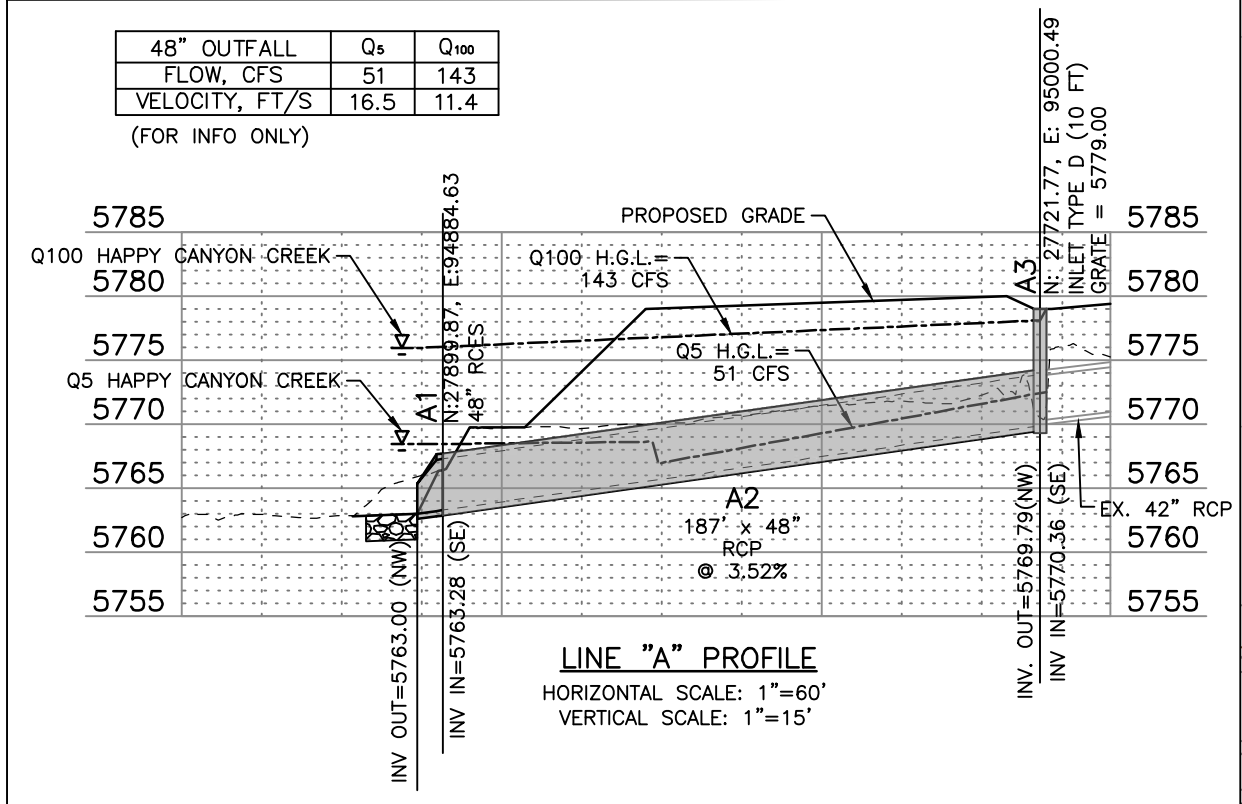 48" OUTFALL Q5 Q100
FLOW, CFS 51 143
VELOCITY, FT/S 16.5 11.4
(FOR INFO ONLY)
N: 27721.77, E: 95000.49
INLET TYPE D (10 FT)
GRATE = 5779.00
A3
N:27899.87, E:94884.63
48" RCES
A1
5785
PROPOSED GRADE
5785
Q100 HAPPY CANYON CREEK
Q100 H.G.L.=
143 CFS
5780
5780
5775
Q5 H.G.L.=
51 CFS
5775
Q5 HAPPY CANYON CREEK
5770
5770
5765
5765
A2
187' x 48"
RCP
@ 3.52%
EX. 42" RCP
5760
5760
5755
5755
INV OUT=5763.00 (NW)
INV IN=5763.28 (SE)
INV. OUT=5769.79(NW)
INV IN=5770.36 (SE)
LINE "A" PROFILE
HORIZONTAL SCALE: 1"=60'
VERTICAL SCALE: 1"=15'